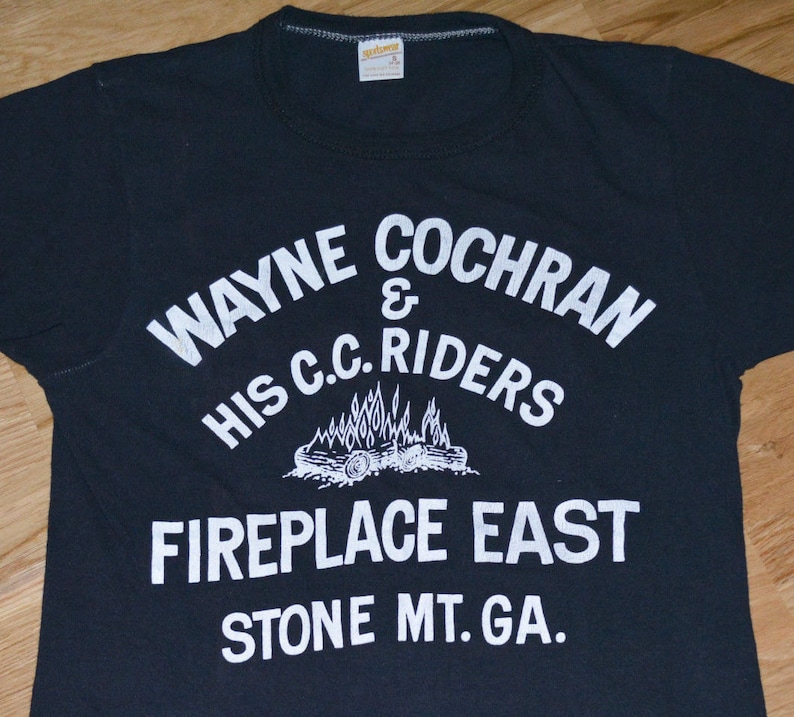 sportswear
S
WAYNE COCHRAN
&
HIS C.C. RIDERS
FIREPLACE EAST
STONE MT. GA.